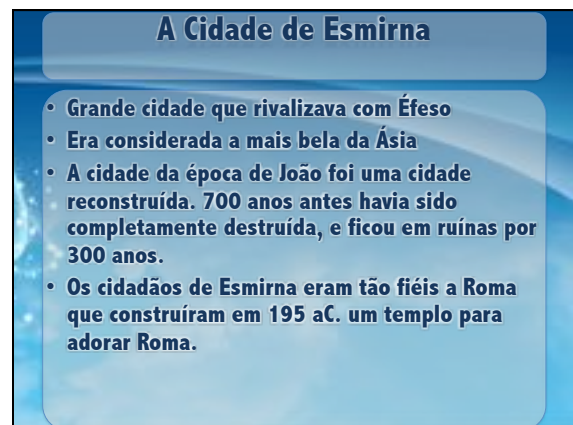 A Cidade de Esmirna
• Grande cidade que rivalizava com Éfeso
• Era considerada a mais bela da Ásia
• A cidade da época de João foi uma cidade
reconstruída. 700 anos antes havia sido
completamente destruída, e ficou em ruínas por
300 anos.
• Os cidadãos de Esmirna eram tão fiéis a Roma
que construíram em 195 aC. um templo para
adorar Roma.